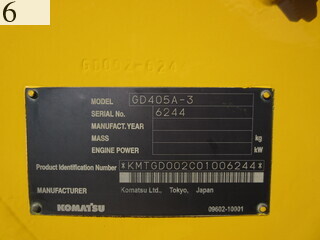 6
MODEL GD405A-3
SERIAL No. 6244
MANUFACT. YEAR
MASS kg
ENGINE POWER kW
Product Identification Number *KMTGD002C01006244*
MANUFACTURER Komatsu Ltd., Tokyo, Japan
KOMATSU 09602-10001